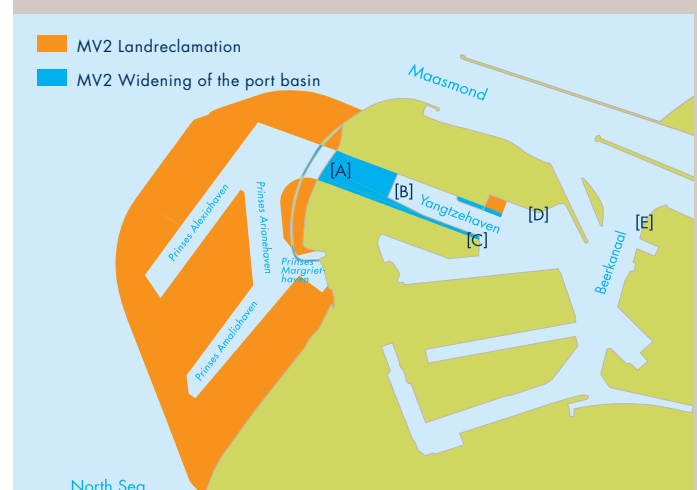 MV2 Landreclamation
MV2 Widening of the port basin
Maasmond
[A]
[B]
Yangtzehaven
[C]
[D]
[E]
Beerkanaal
Prinses Alexiahaven
Prinses Arianehaven
Prinses
Margriet-
haven
Prinses Amaliahaven
North Sea